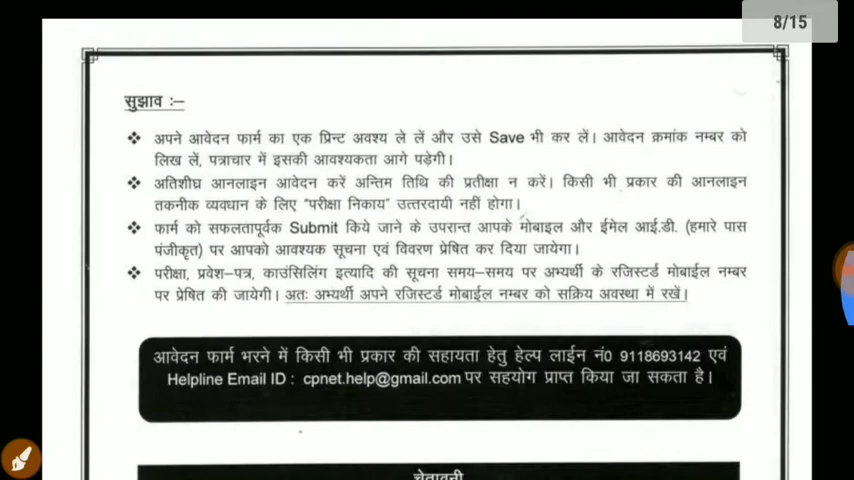 8/15
सुझाव :–
❖ अपने आवेदन फार्म का एक प्रिन्ट अवश्य ले लें और उसे Save भी कर लें। आवेदन क्रमांक नम्बर को
लिख लें, पत्राचार में इसकी आवश्यकता आगे पड़ेगी।
❖ अतिशीघ्र आनलाइन आवेदन करें अन्तिम तिथि की प्रतीक्षा न करें। किसी भी प्रकार की आनलाइन
तकनीक व्यवधान के लिए "परीक्षा निकाय" उत्तरदायी नहीं होगा।
❖ फार्म को सफलतापूर्वक Submit किये जाने के उपरान्त आपके मोबाइल और ईमेल आई.डी. (हमारे पास
पंजीकृत) पर आपको आवश्यक सूचना एवं विवरण प्रेषित कर दिया जायेगा।
❖ परीक्षा, प्रवेश–पत्र, काउंसिलिंग इत्यादि की सूचना समय–समय पर अभ्यर्थी के रजिस्टर्ड मोबाईल नम्बर
पर प्रेषित की जायेगी। अतः अभ्यर्थी अपने रजिस्टर्ड मोबाईल नम्बर को सक्रिय अवस्था में रखें।
आवेदन फार्म भरने में किसी भी प्रकार की सहायता हेतु हेल्प लाईन नं0 9118693142 एवं
Helpline Email ID : cpnet.help@gmail.com पर सहयोग प्राप्त किया जा सकता है।
चेतावनी